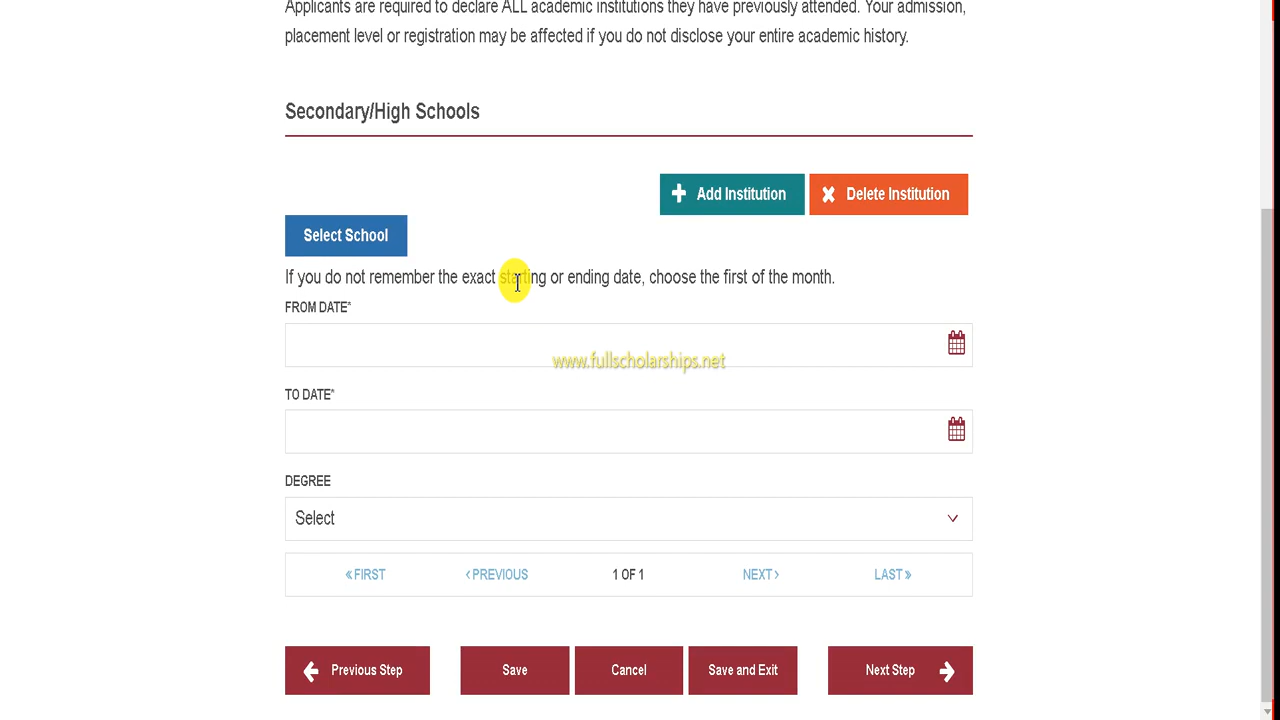 Applicants are required to declare ALL academic institutions they have previously attended. Your admission,
placement level or registration may be affected if you do not disclose your entire academic history.
Secondary/High Schools
Add Institution
Delete Institution
Select School
If you do not remember the exact starting or ending date, choose the first of the month.
FROM DATE*
www.fullscholarships.net
TO DATE*
DEGREE
Select
« FIRST
‹ PREVIOUS
1 OF 1
NEXT ›
LAST »
Previous Step
Save
Cancel
Save and Exit
Next Step